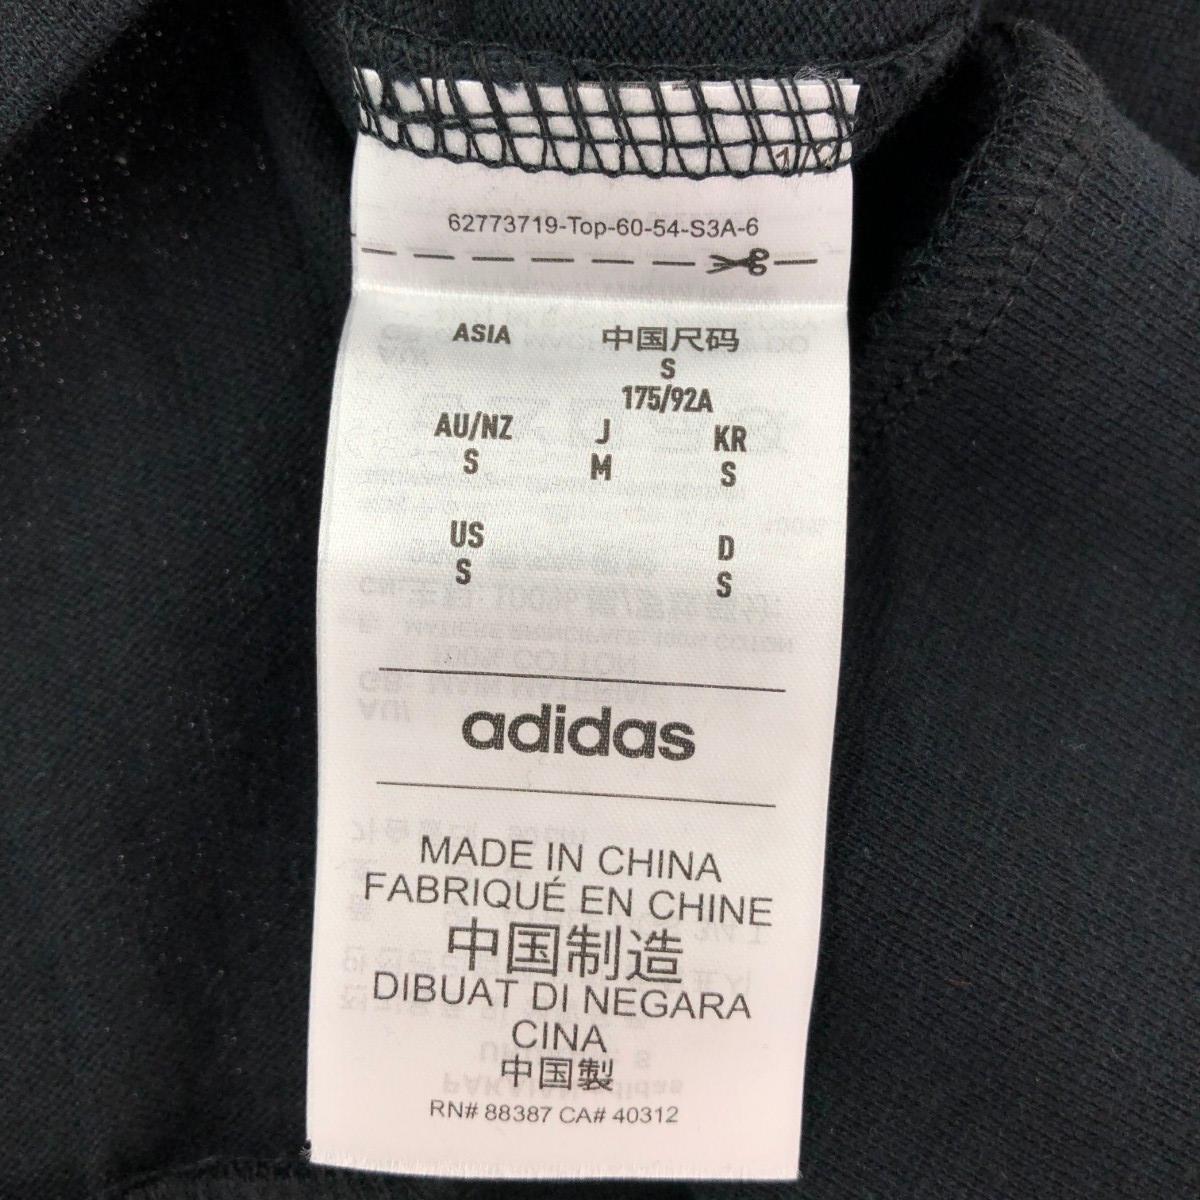 62773719-Top-60-54-S3A-6
ASIA 中国尺码
S
175/92A
AU/NZ J KR
S M S
US D
S S
adidas
MADE IN CHINA
FABRIQUÉ EN CHINE
中国制造
DIBUAT DI NEGARA
CINA
中国製
RN# 88387 CA# 40312